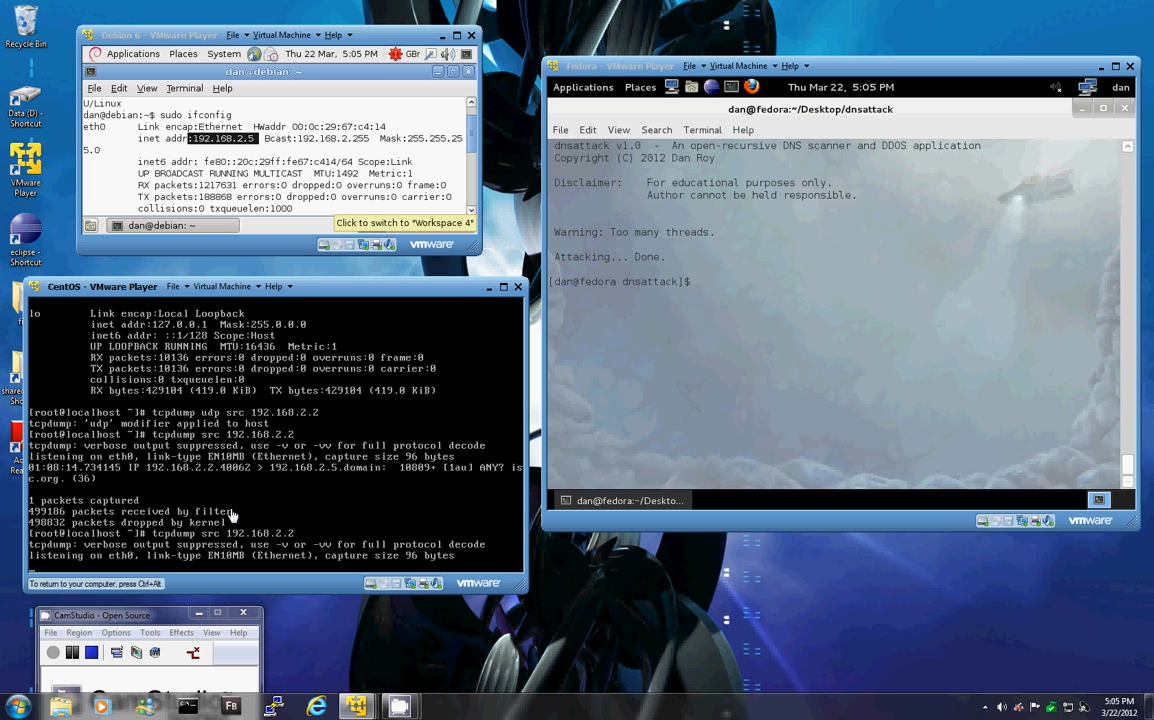 Recycle Bin
Data (D) -
Shortcut
VMware
Player
eclipse -
Shortcut
Debian 6 - VMware Player File Virtual Machine Help
Applications Places System Thu 22 Mar, 5:05 PM GBr
dan@debian: ~
File Edit View Terminal Help
U/Linux
dan@debian:~$ sudo ifconfig
eth0 Link encap:Ethernet HWaddr 00:0c:29:67:c4:14
inet addr:192.168.2.5 Bcast:192.168.2.255 Mask:255.255.25
5.0
inet6 addr: fe80::20c:29ff:fe67:c414/64 Scope:Link
UP BROADCAST RUNNING MULTICAST MTU:1492 Metric:1
RX packets:1217631 errors:0 dropped:0 overruns:0 frame:0
TX packets:188868 errors:0 dropped:0 overruns:0 carrier:0
collisions:0 txqueuelen:1000
Click to switch to "Workspace 4"
dan@debian: ~
vmware
CentOS - VMware Player File Virtual Machine Help
lo Link encap:Local Loopback
inet addr:127.0.0.1 Mask:255.0.0.0
inet6 addr: ::1/128 Scope:Host
UP LOOPBACK RUNNING MTU:16436 Metric:1
RX packets:10136 errors:0 dropped:0 overruns:0 frame:0
TX packets:10136 errors:0 dropped:0 overruns:0 carrier:0
collisions:0 txqueuelen:0
RX bytes:429104 (419.0 KiB) TX bytes:429104 (419.0 KiB)
[root@localhost ~]# tcpdump udp src 192.168.2.2
tcpdump: 'udp' modifier applied to host
[root@localhost ~]# tcpdump src 192.168.2.2
tcpdump: verbose output suppressed, use -v or -vv for full protocol decode
listening on eth0, link-type EN10MB (Ethernet), capture size 96 bytes
01:08:14.734145 IP 192.168.2.2.40062 > 192.168.2.5.domain: 10809+ [1au] ANY? is
c.org. (36)
1 packets captured
499186 packets received by filter
498832 packets dropped by kernel
[root@localhost ~]# tcpdump src 192.168.2.2
tcpdump: verbose output suppressed, use -v or -vv for full protocol decode
listening on eth0, link-type EN10MB (Ethernet), capture size 96 bytes
To return to your computer, press Ctrl+Alt.
vmware
Fedora - VMware Player File Virtual Machine Help
Applications Places Thu Mar 22, 5:05 PM dan
dan@fedora:~/Desktop/dnsattack
File Edit View Search Terminal Help
dnsattack v1.0 - An open-recursive DNS scanner and DDOS application
Copyright (C) 2012 Dan Roy
Disclaimer: For educational purposes only.
Author cannot be held responsible.
Warning: Too many threads.
Attacking... Done.
[dan@fedora dnsattack]$
dan@fedora:~/Deskto...
vmware
CamStudio - Open Source
File Region Options Tools Effects View Help
Fb
5:05 PM
3/22/2012